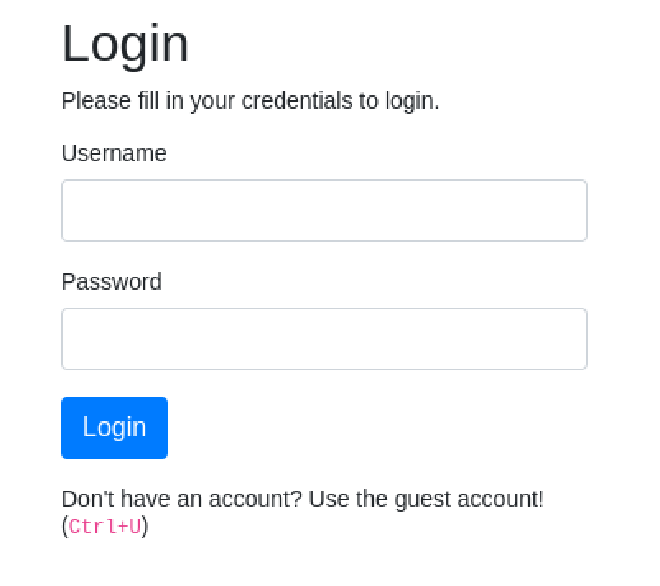 Login
Please fill in your credentials to login.
Username
Password
Login
Don't have an account? Use the guest account!
(Ctrl+U)